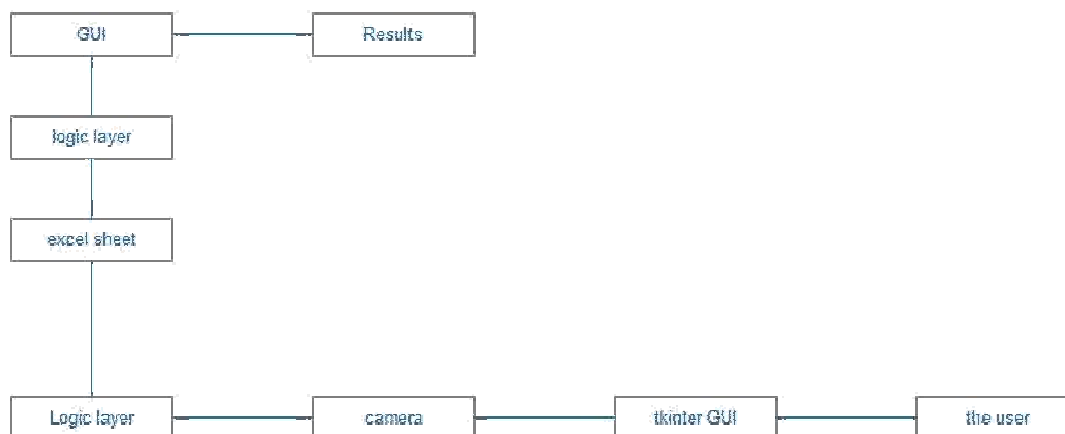 GUI
Results
logic layer
excel sheet
Logic layer
camera
tkinter GUI
the user